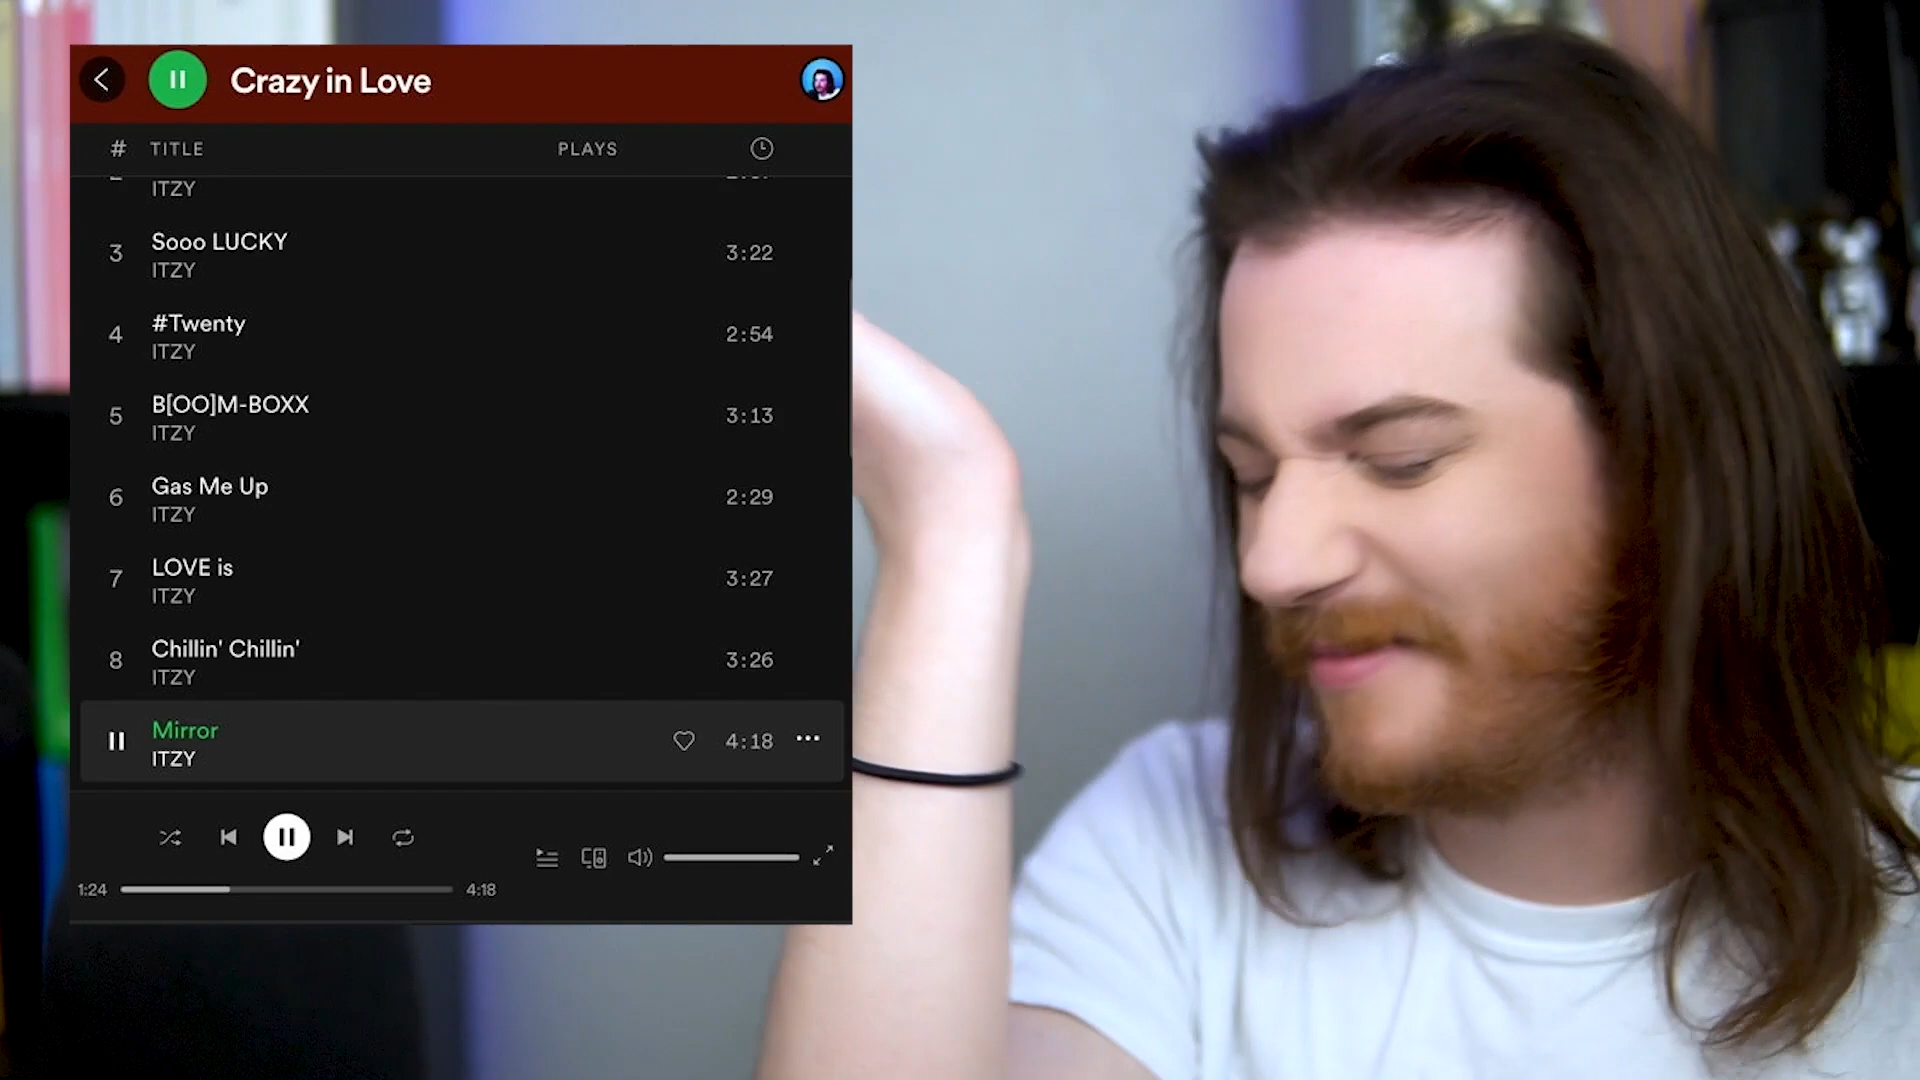 Crazy in Love
# TITLE PLAYS
ITZY
3 Sooo LUCKY 3:22
ITZY
4 #Twenty 2:54
ITZY
5 B[OO]M-BOXX 3:13
ITZY
6 Gas Me Up 2:29
ITZY
7 LOVE is 3:27
ITZY
8 Chillin' Chillin' 3:26
ITZY
Mirror 4:18
ITZY
1:24 4:18